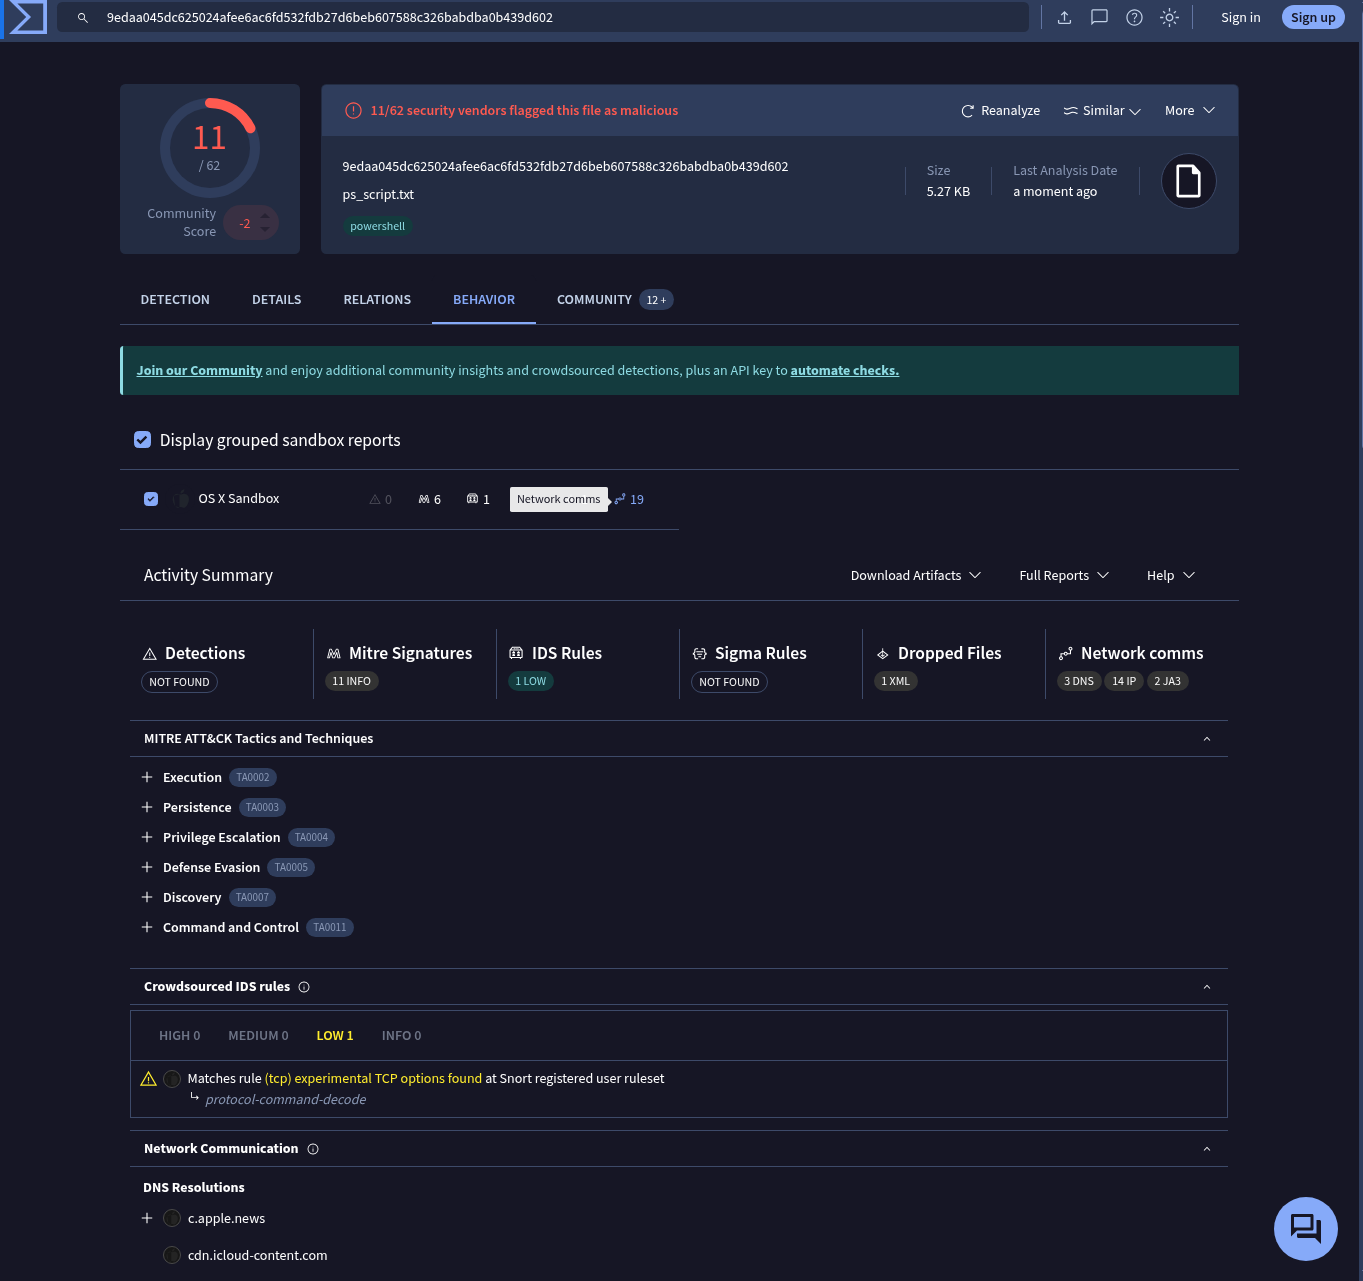 9edaa045dc625024afee6ac6fd532fdb27d6beb607588c326babdba0b439d602
Sign in
Sign up
11
/ 62
Community
Score
-2
11/62 security vendors flagged this file as malicious
Reanalyze
Similar
More
9edaa045dc625024afee6ac6fd532fdb27d6beb607588c326babdba0b439d602
ps_script.txt
powershell
Size
5.27 KB
Last Analysis Date
a moment ago
DETECTION
DETAILS
RELATIONS
BEHAVIOR
COMMUNITY
12 +
Join our Community and enjoy additional community insights and crowdsourced detections, plus an API key to automate checks.
Display grouped sandbox reports
OS X Sandbox
0
6
1
Network comms
19
Activity Summary
Download Artifacts
Full Reports
Help
Detections
NOT FOUND
Mitre Signatures
11 INFO
IDS Rules
1 LOW
Sigma Rules
NOT FOUND
Dropped Files
1 XML
Network comms
3 DNS
14 IP
2 JA3
MITRE ATT&CK Tactics and Techniques
Execution TA0002
Persistence TA0003
Privilege Escalation TA0004
Defense Evasion TA0005
Discovery TA0007
Command and Control TA0011
Crowdsourced IDS rules
HIGH 0
MEDIUM 0
LOW 1
INFO 0
Matches rule (tcp) experimental TCP options found at Snort registered user ruleset
protocol-command-decode
Network Communication
DNS Resolutions
c.apple.news
cdn.icloud-content.com